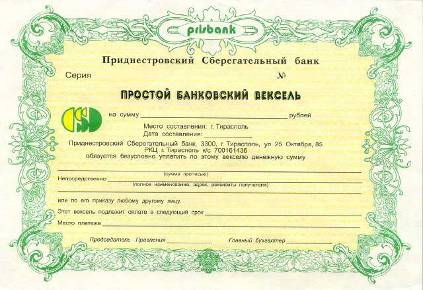 prisbank
Приднестровский Сберегательный банк
Серия №
ПРОСТОЙ БАНКОВСКИЙ ВЕКСЕЛЬ
на сумму рублей
Место составления: г. Тирасполь
Дата составления:
Приднестровский Сберегательный банк, 3300, г. Тирасполь, ул 25 Октября, 85
РКЦ г. Тирасполь к/с 700161436
обязуется безусловно уплатить по этому векселю денежную сумму
(сумма прописью)
Непосредственно
(полное наименование, адрес, реквизиты получателя)
или по его приказу любому другому лицу.
Этот вексель подлежит оплате в следующий срок
Место платежа
Председатель Правления Главный бухгалтер
prisbank